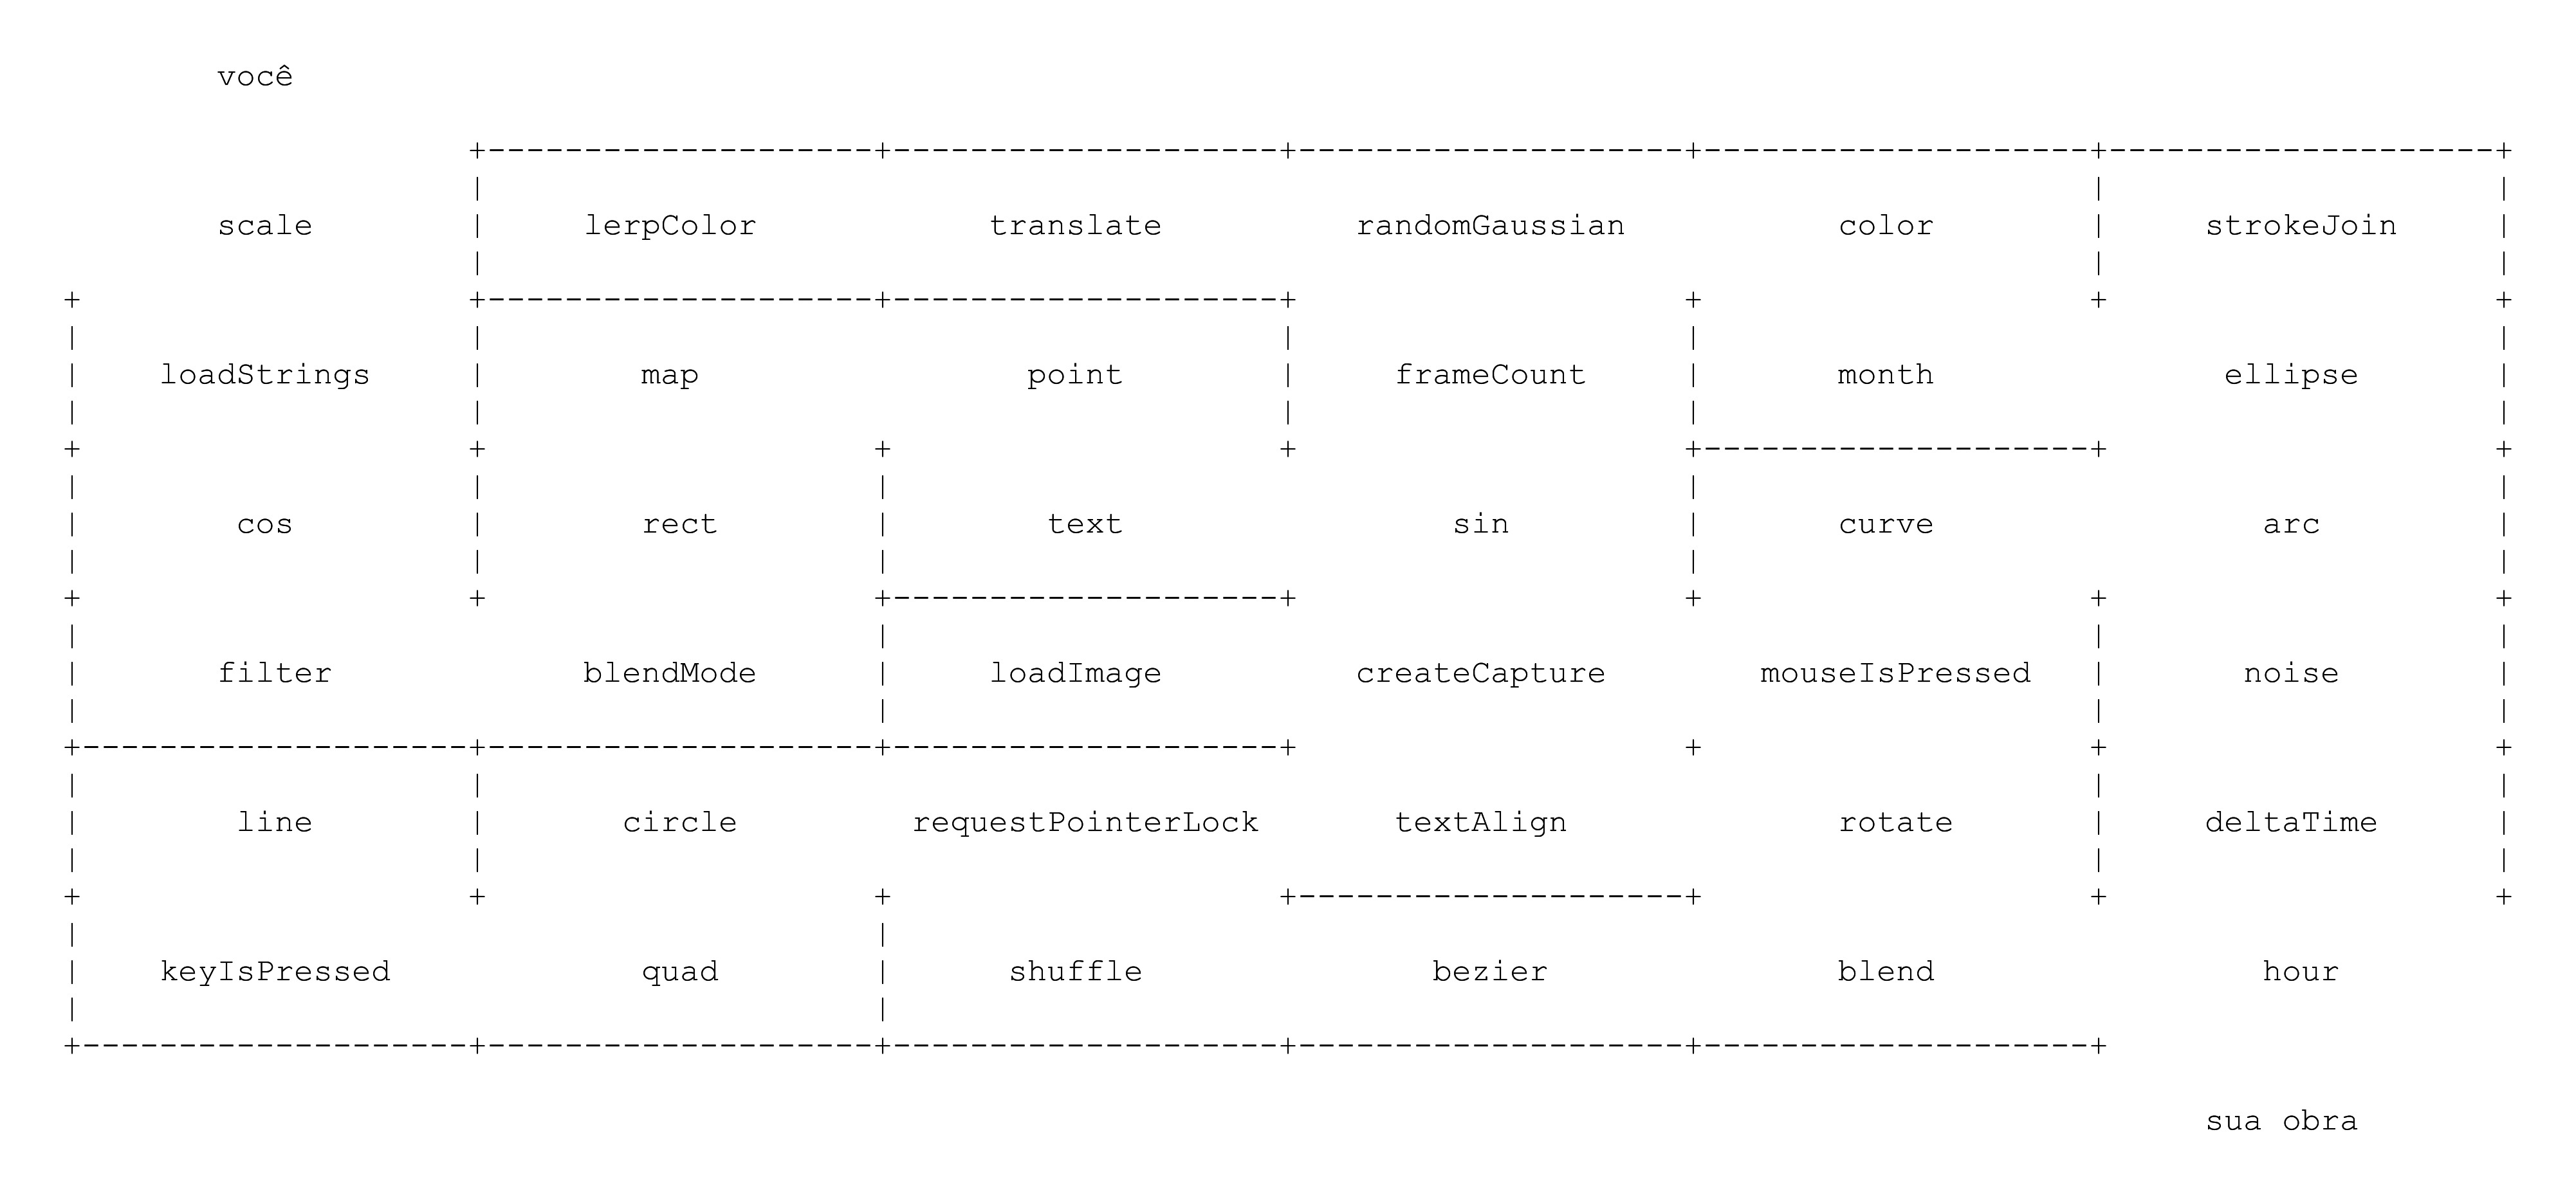 você
scale lerpColor translate randomGaussian color strokeJoin
loadStrings map point frameCount month ellipse
cos rect text sin curve arc
filter blendMode loadImage createCapture mouseIsPressed noise
line circle requestPointerLock textAlign rotate deltaTime
keyIsPressed quad shuffle bezier blend hour
sua obra